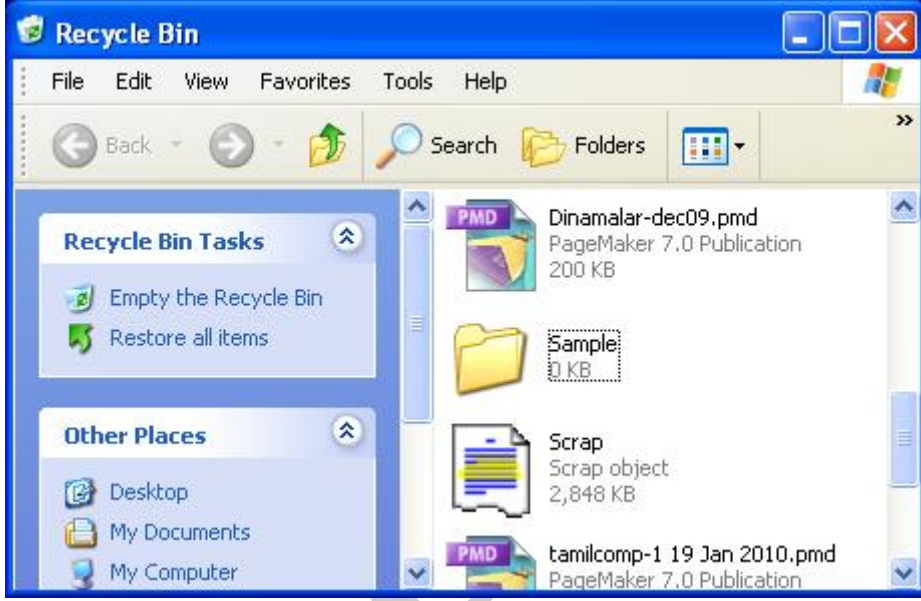 Recycle Bin
File Edit View Favorites Tools Help
Back Search Folders »
Recycle Bin Tasks
Empty the Recycle Bin
Restore all items
Other Places
Desktop
My Documents
My Computer
PMD
Dinamalar-dec09.pmd
PageMaker 7.0 Publication
200 KB
Sample
0 KB
Scrap
Scrap object
2,848 KB
PMD
tamilcomp-1 19 Jan 2010.pmd
PageMaker 7.0 Publication